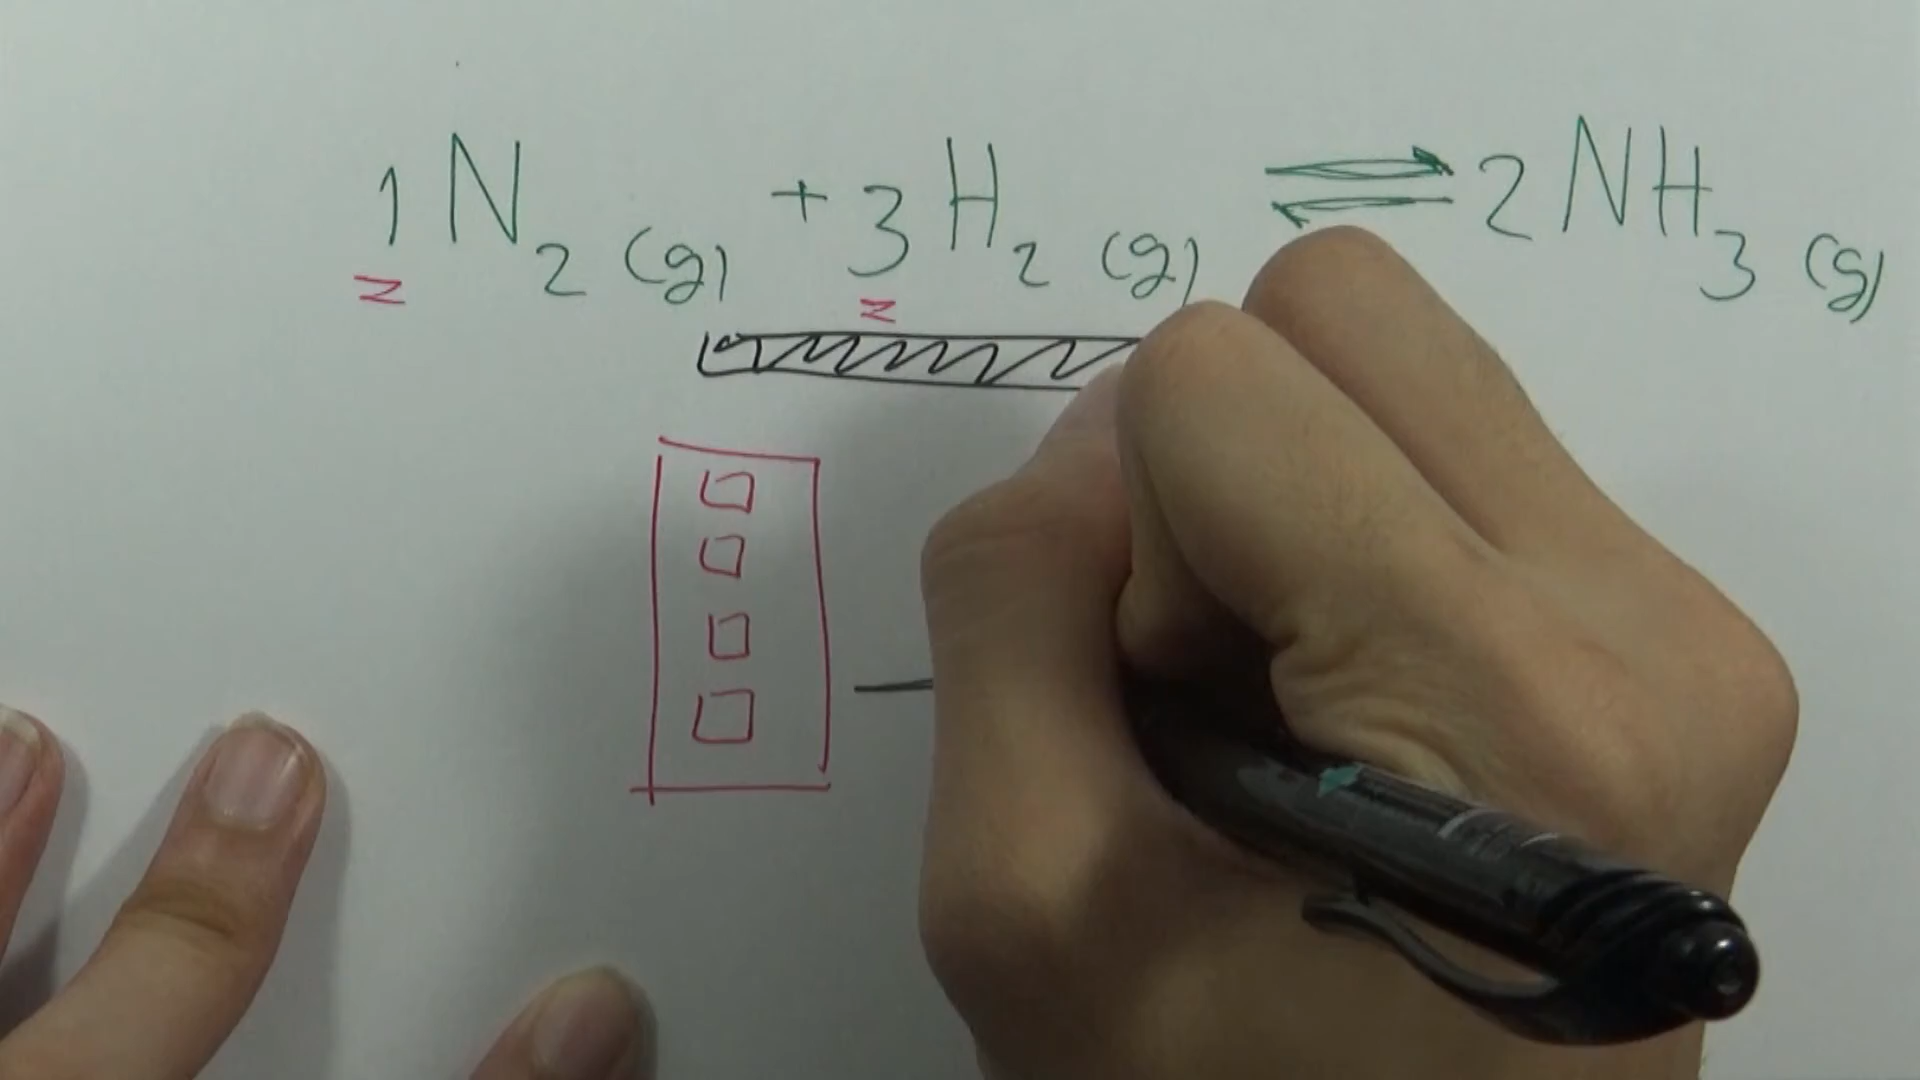 1 N₂ (g) + 3 H₂ (g) ⇌ 2 NH₃ (g)